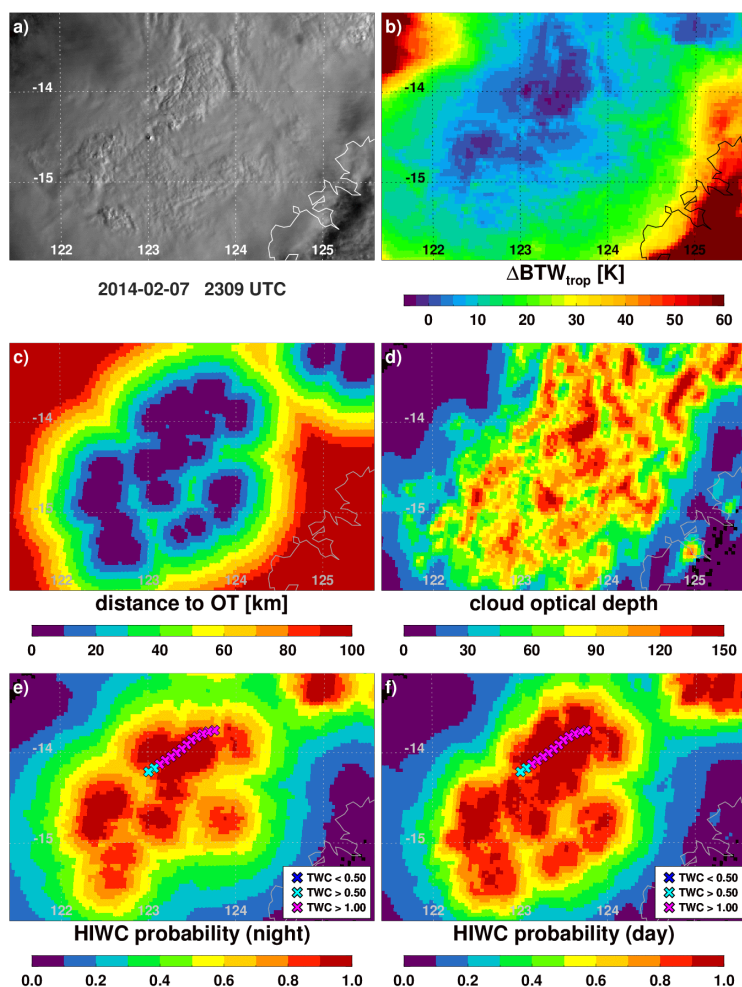 a)
-14
-15
122
123
124
125
2014-02-07 2309 UTC
b)
-14
-15
122
123
124
125
ΔBTWtrop [K]
0 10 20 30 40 50 60
c)
-14
-15
122
123
124
125
distance to OT [km]
0 20 40 60 80 100
d)
-14
-15
122
123
124
125
cloud optical depth
0 30 60 90 120 150
e)
-14
-15
122
123
124
TWC < 0.50
TWC > 0.50
TWC > 1.00
HIWC probability (night)
0.0 0.2 0.4 0.6 0.8 1.0
f)
-14
-15
122
123
124
TWC < 0.50
TWC > 0.50
TWC > 1.00
HIWC probability (day)
0.0 0.2 0.4 0.6 0.8 1.0